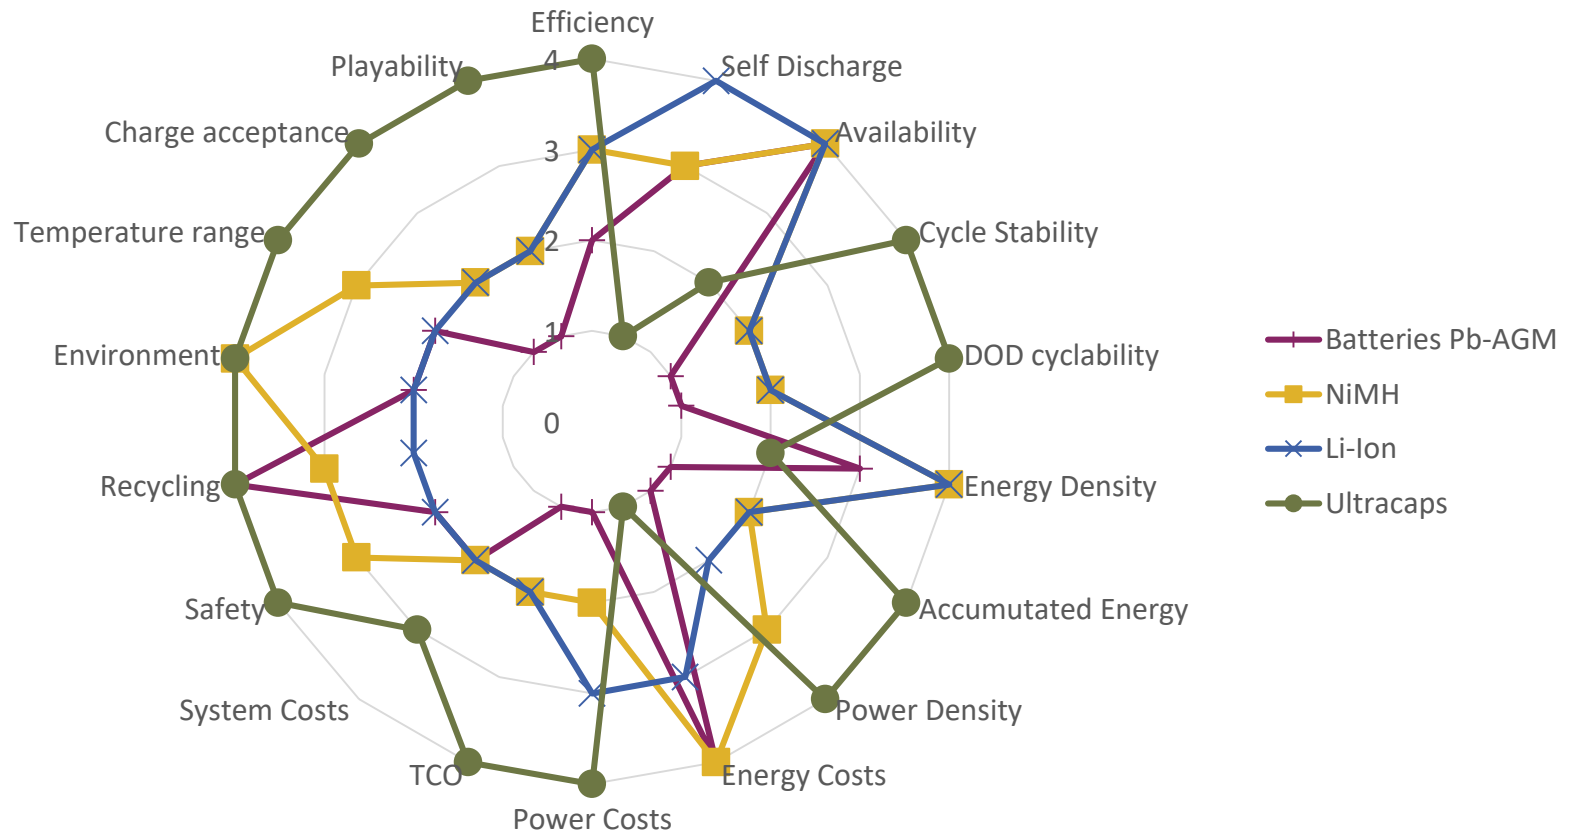 Efficiency
4
Self Discharge
Playability
Availability
Charge acceptance
3
Cycle Stability
Temperature range
2
DOD cyclability
Environment
1
0
Energy Density
Recycling
Accumutated Energy
Safety
Power Density
System Costs
Energy Costs
TCO
Power Costs
Batteries Pb-AGM
NiMH
Li-Ion
Ultracaps